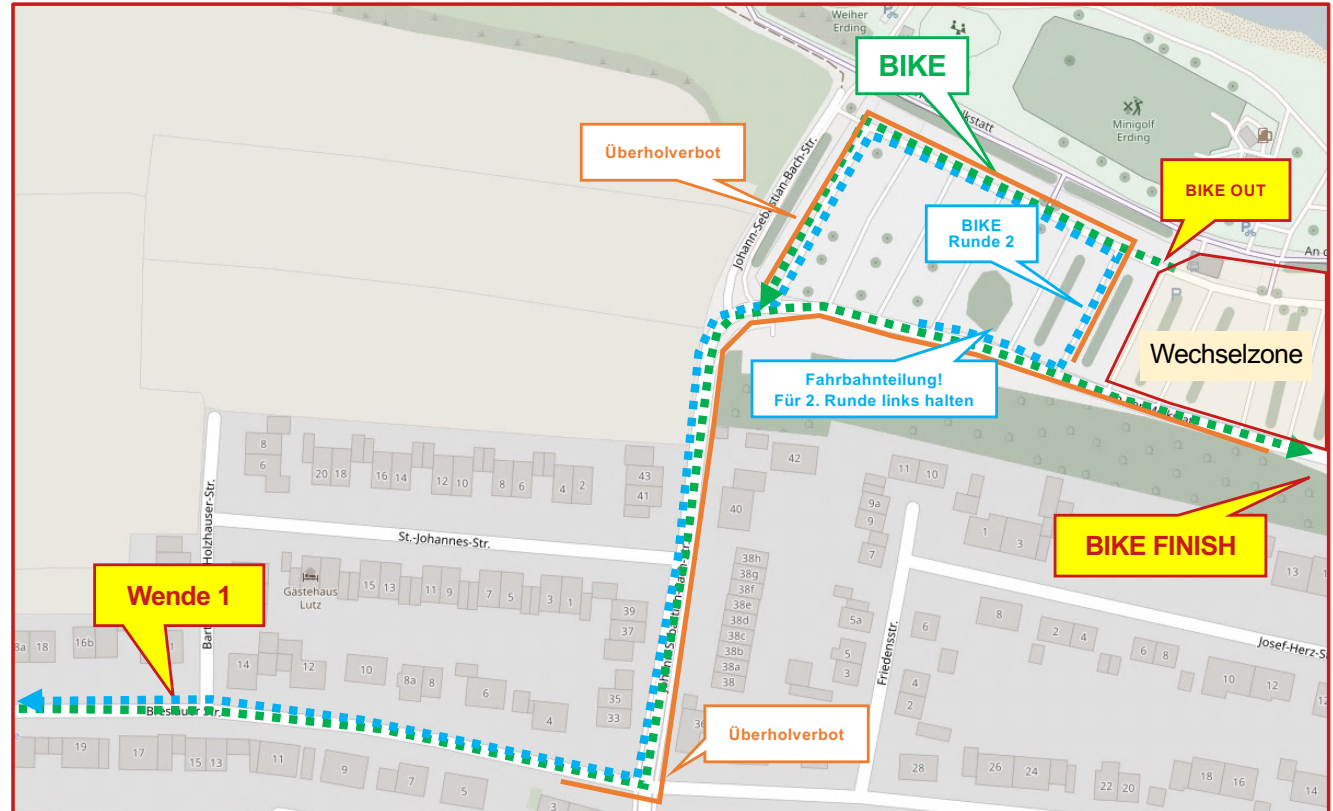 Weiher
Erding
BIKE
Minigolf
Erding
Überholverbot
Johann-Sebastian-Bach-Str.
BIKE OUT
BIKE
Runde 2
P
Wechselzone
Fahrbahnteilung!
Für 2. Runde links halten
BIKE FINISH
8
6
20
18
16
14
12
10
8
6
4
2
43
41
42
40
11
10
9a
9
7
1
3
St.-Johannes-Str.
Holzhauser-Str.
Gästehaus
Lutz
15
13
11
9
7
5
3
1
39
37
38h
38g
38f
38e
38d
38c
38b
38a
38
5a
5
3
Friedensstr.
6
8
2
4
6
8
13
Wende 1
8a
18
16b
1
14
12
10
8a
8
6
4
35
33
4
2
10
12
Breslauer Str.
Überholverbot
19
17
15
13
11
9
7
5
3
28
26
24
22
20
18
16
14